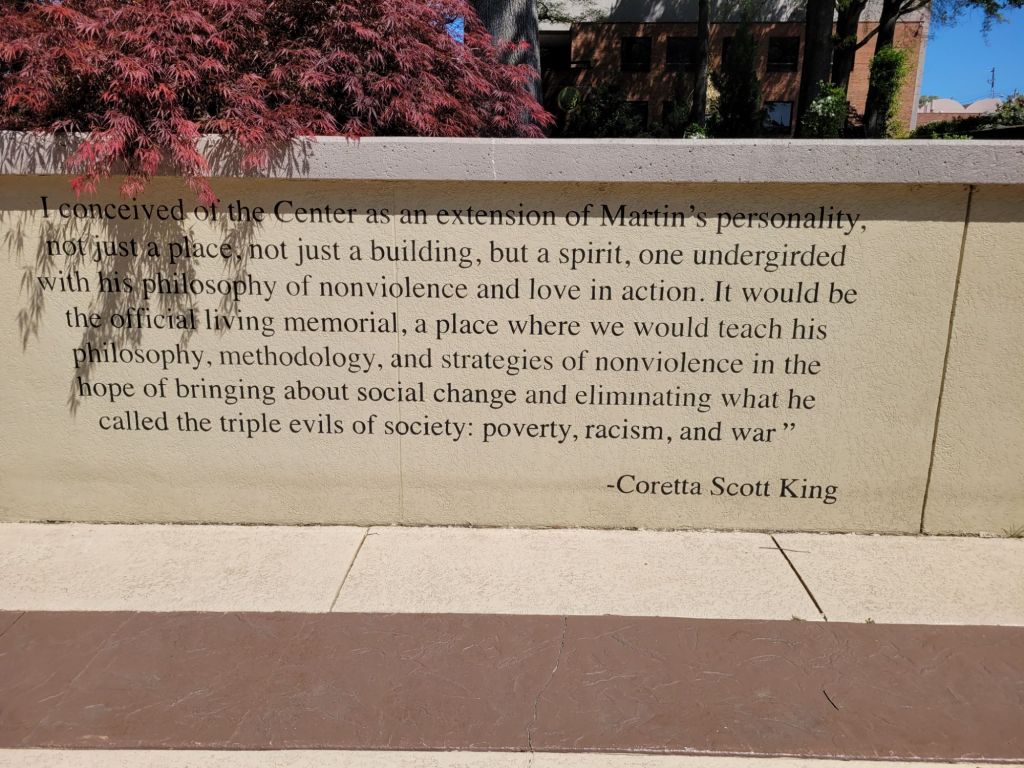 I conceived of the Center as an extension of Martin's personality,
not just a place, not just a building, but a spirit, one undergirded
with his philosophy of nonviolence and love in action. It would be
the official living memorial, a place where we would teach his
philosophy, methodology, and strategies of nonviolence in the
hope of bringing about social change and eliminating what he
called the triple evils of society: poverty, racism, and war ”
-Coretta Scott King